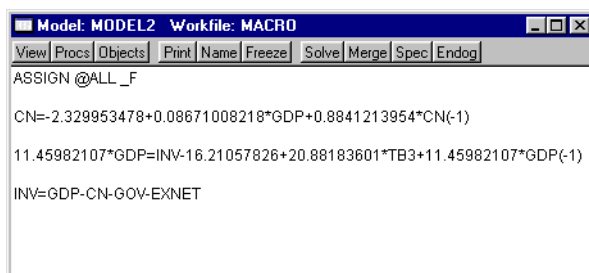 Model: MODEL2 Workfile: MACRO
View Procs Objects Print Name Freeze Solve Merge Spec Endog
ASSIGN @ALL _F
CN=-2.329953478+0.08671008218*GDP+0.8841213954*CN(-1)
11.45982107*GDP=INV-16.21057826+20.88183601*TB3+11.45982107*GDP(-1)
INV=GDP-CN-GOV-EXNET